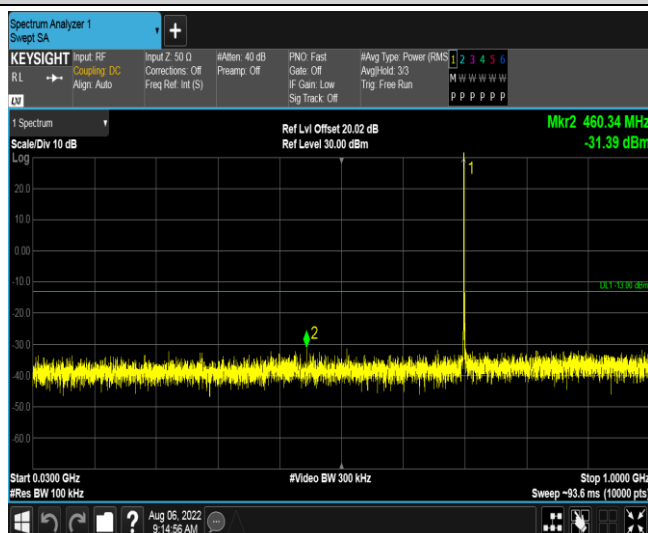 Spectrum Analyzer 1
Swept SA
+
KEYSIGHT
RL
LXI
Input: RF
Coupling: DC
Align: Auto
Input Z: 50 Ω
Corrections: Off
Freq Ref: Int (S)
#Atten: 40 dB
Preamp: Off
PNO: Fast
Gate: Off
IF Gain: Low
Sig Track: Off
#Avg Type: Power (RMS
Avg|Hold: 3/3
Trig: Free Run
1 2 3 4 5 6
M W W W W W
P P P P P P
1 Spectrum
Scale/Div 10 dB
Ref Lvl Offset 20.02 dB
Ref Level 30.00 dBm
Mkr2 460.34 MHz
-31.39 dBm
Log
20.0
10.0
0.00
-10.0
-20.0
-30.0
-40.0
-50.0
-60.0
1
DL1 -13.00 dBm
2
Start 0.0300 GHz
#Res BW 100 kHz
#Video BW 300 kHz
Stop 1.0000 GHz
Sweep ~93.6 ms (10000 pts)
?
Aug 06, 2022
9:14:56 AM